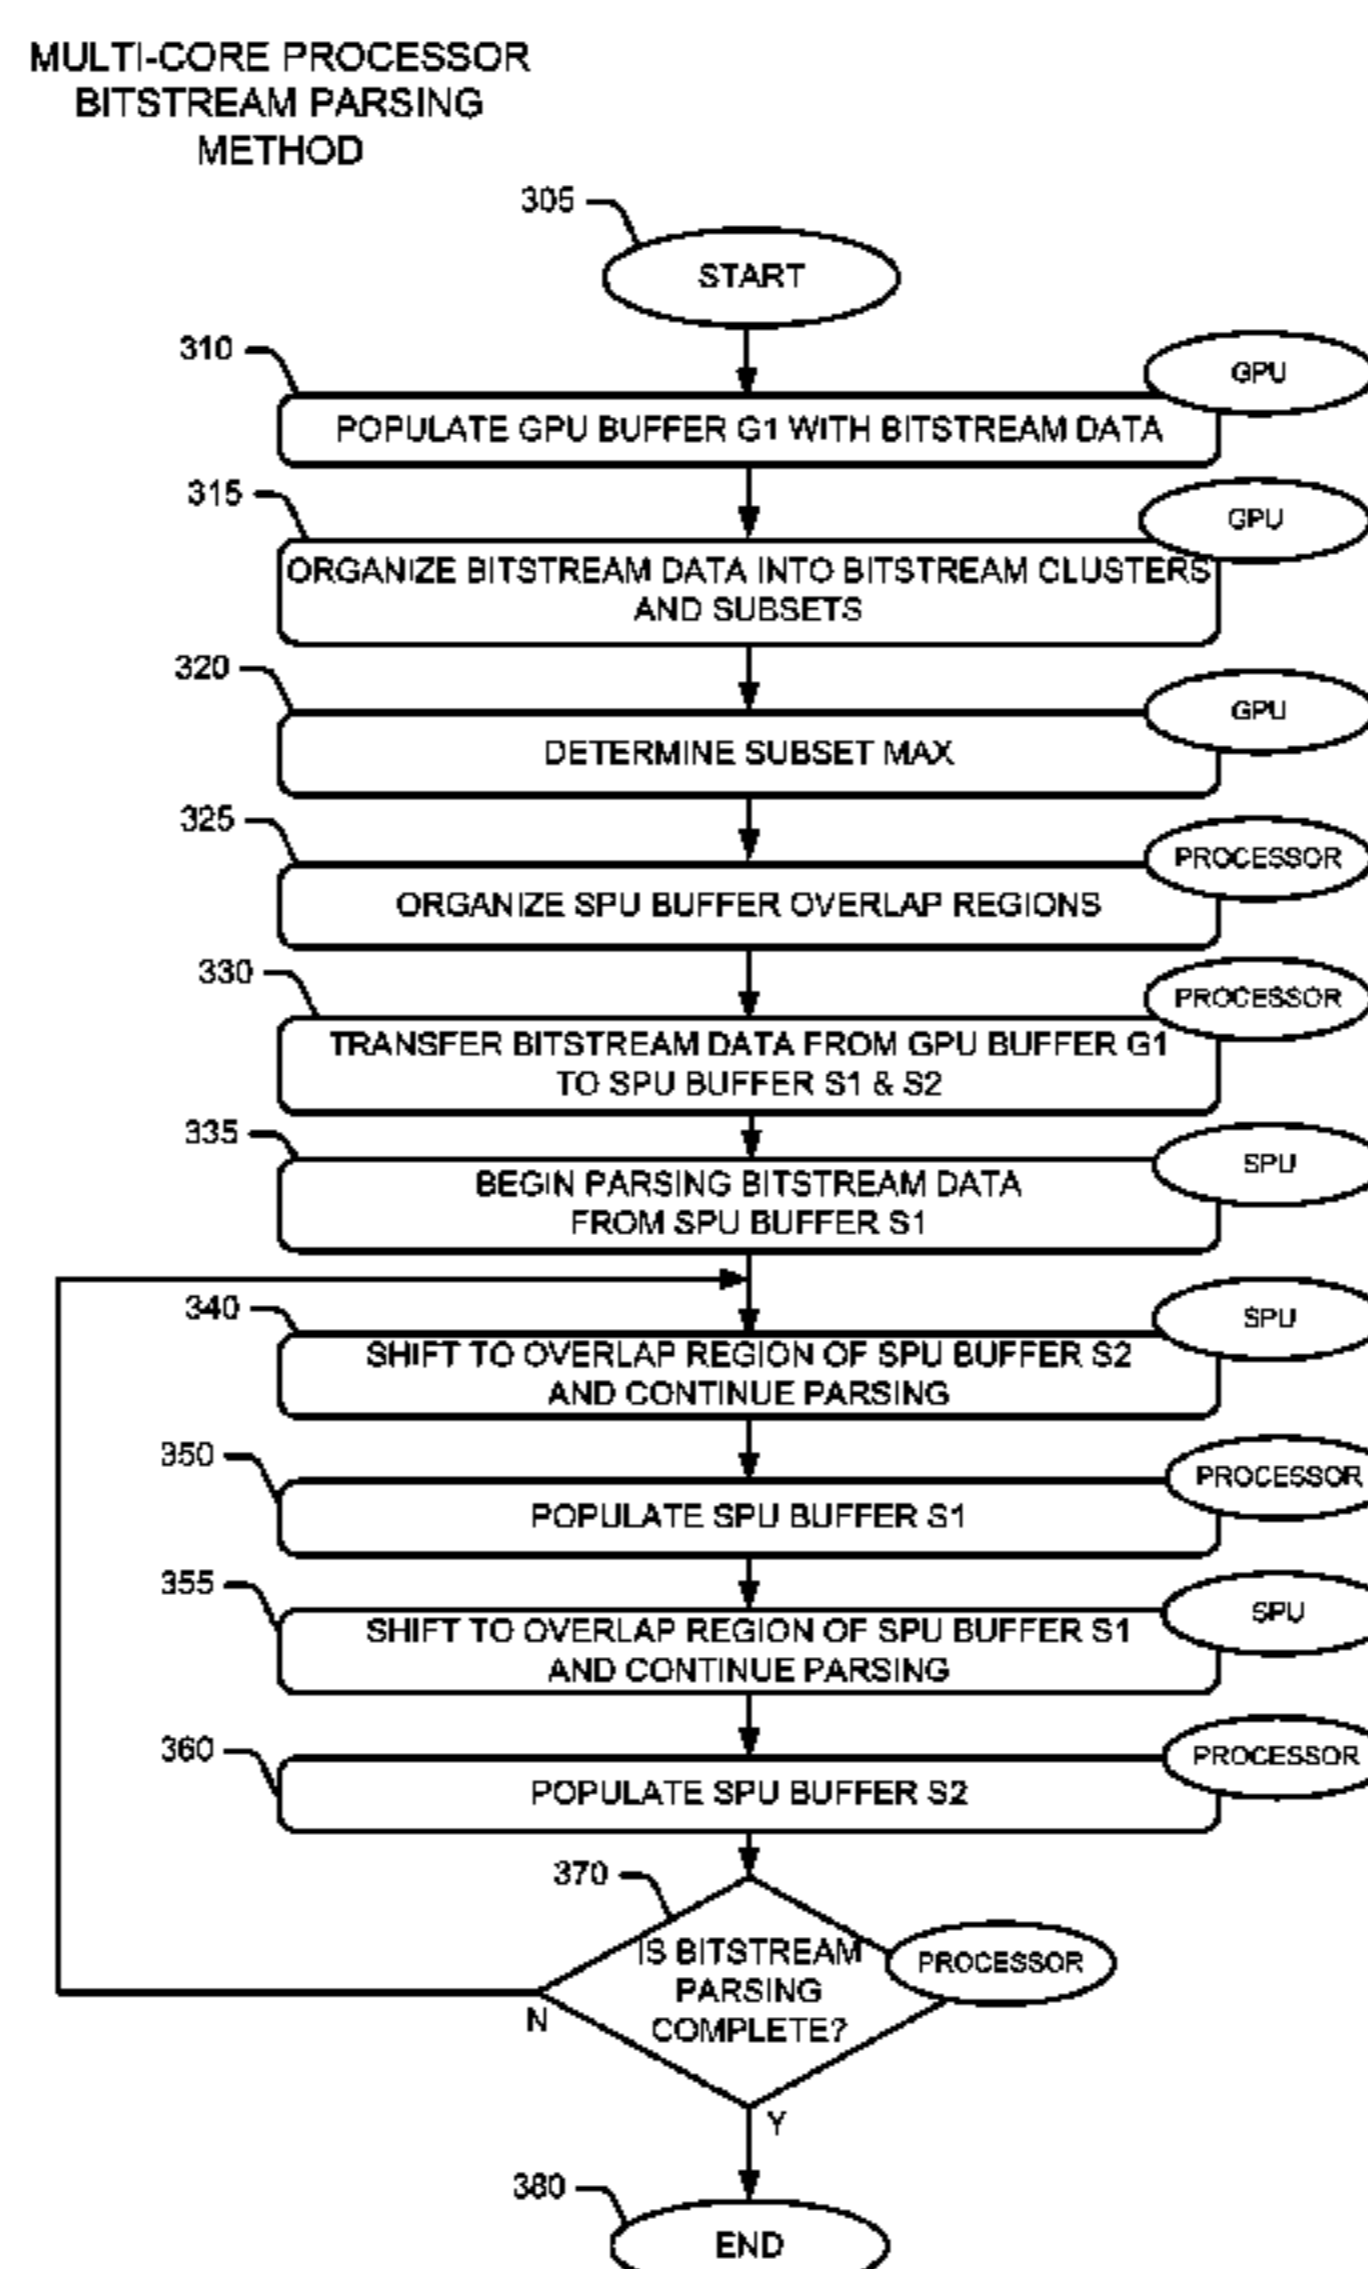 MULTI-CORE PROCESSOR
BITSTREAM PARSING
METHOD
305
START
310
GPU
POPULATE GPU BUFFER G1 WITH BITSTREAM DATA
315
GPU
ORGANIZE BITSTREAM DATA INTO BITSTREAM CLUSTERS
AND SUBSETS
320
GPU
DETERMINE SUBSET MAX
325
PROCESSOR
ORGANIZE SPU BUFFER OVERLAP REGIONS
330
PROCESSOR
TRANSFER BITSTREAM DATA FROM GPU BUFFER G1
TO SPU BUFFER S1 & S2
335
SPU
BEGIN PARSING BITSTREAM DATA
FROM SPU BUFFER S1
340
SPU
SHIFT TO OVERLAP REGION OF SPU BUFFER S2
AND CONTINUE PARSING
350
PROCESSOR
POPULATE SPU BUFFER S1
355
SPU
SHIFT TO OVERLAP REGION OF SPU BUFFER S1
AND CONTINUE PARSING
360
PROCESSOR
POPULATE SPU BUFFER S2
370
IS BITSTREAM
PARSING
COMPLETE?
PROCESSOR
N
Y
380
END